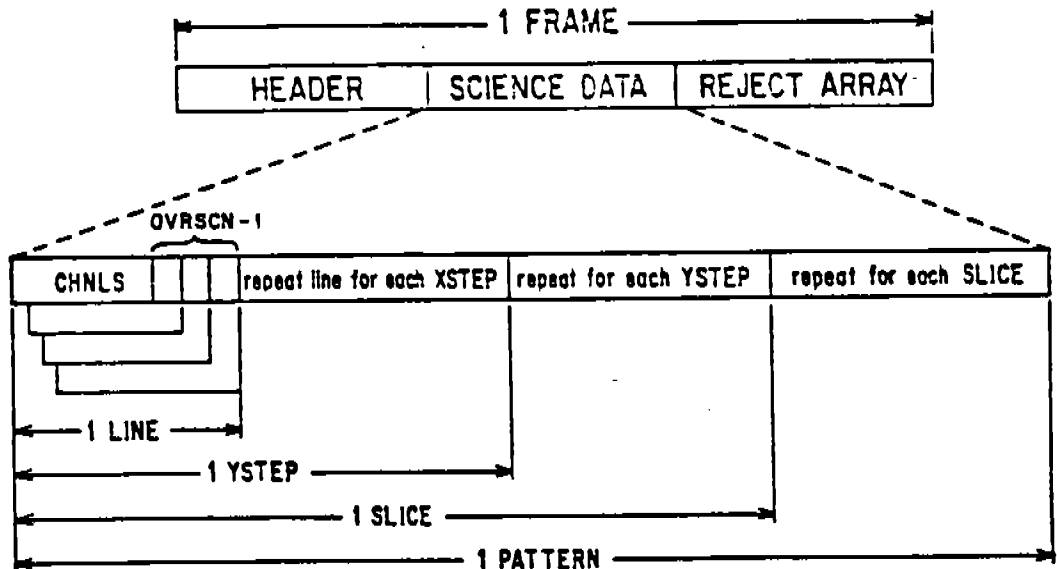 1 FRAME
HEADER SCIENCE DATA REJECT ARRAY
OVRSCN-1
CHNLS repeat line for each XSTEP repeat for each YSTEP repeat for each SLICE
1 LINE
1 YSTEP
1 SLICE
1 PATTERN